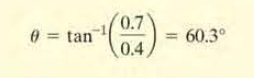 θ = tan⁻¹(0.7/0.4) = 60.3°